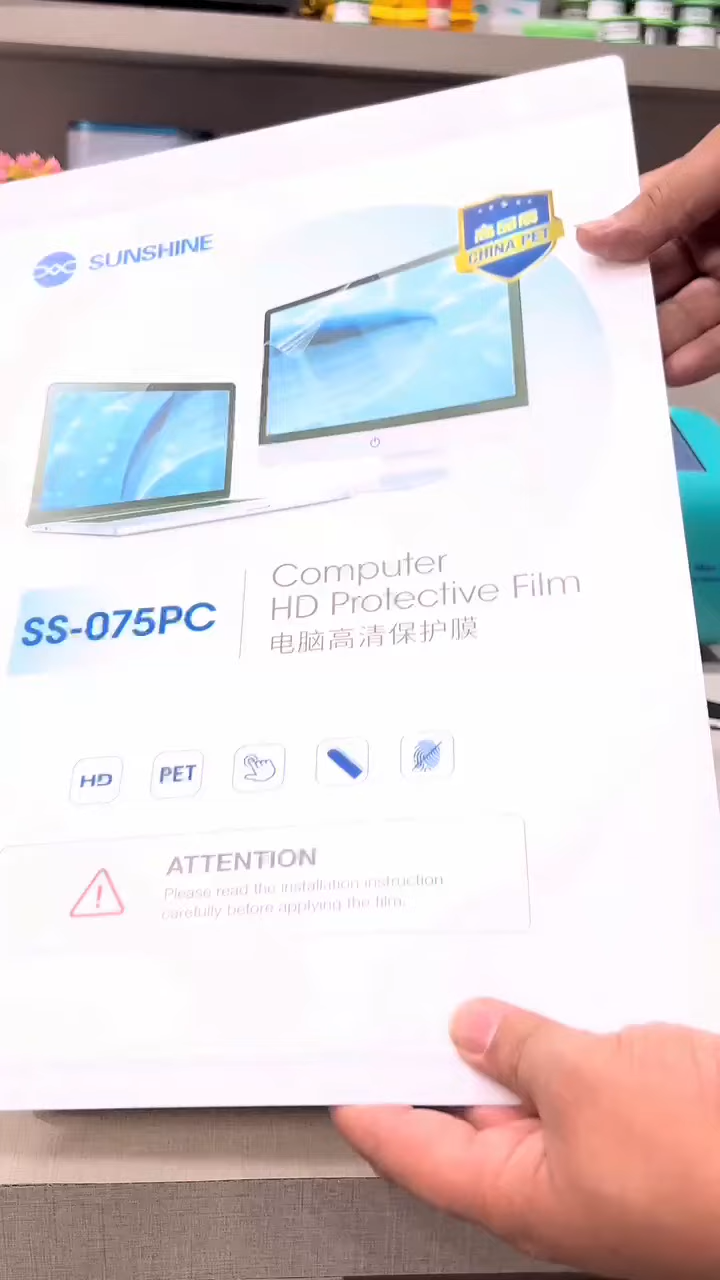 SUNSHINE
CHINA PET
SS-075PC
Computer
HD Protective Film
电脑高清保护膜
HD
PET
ATTENTION
Please read the installation instruction
carefully before applying the film.